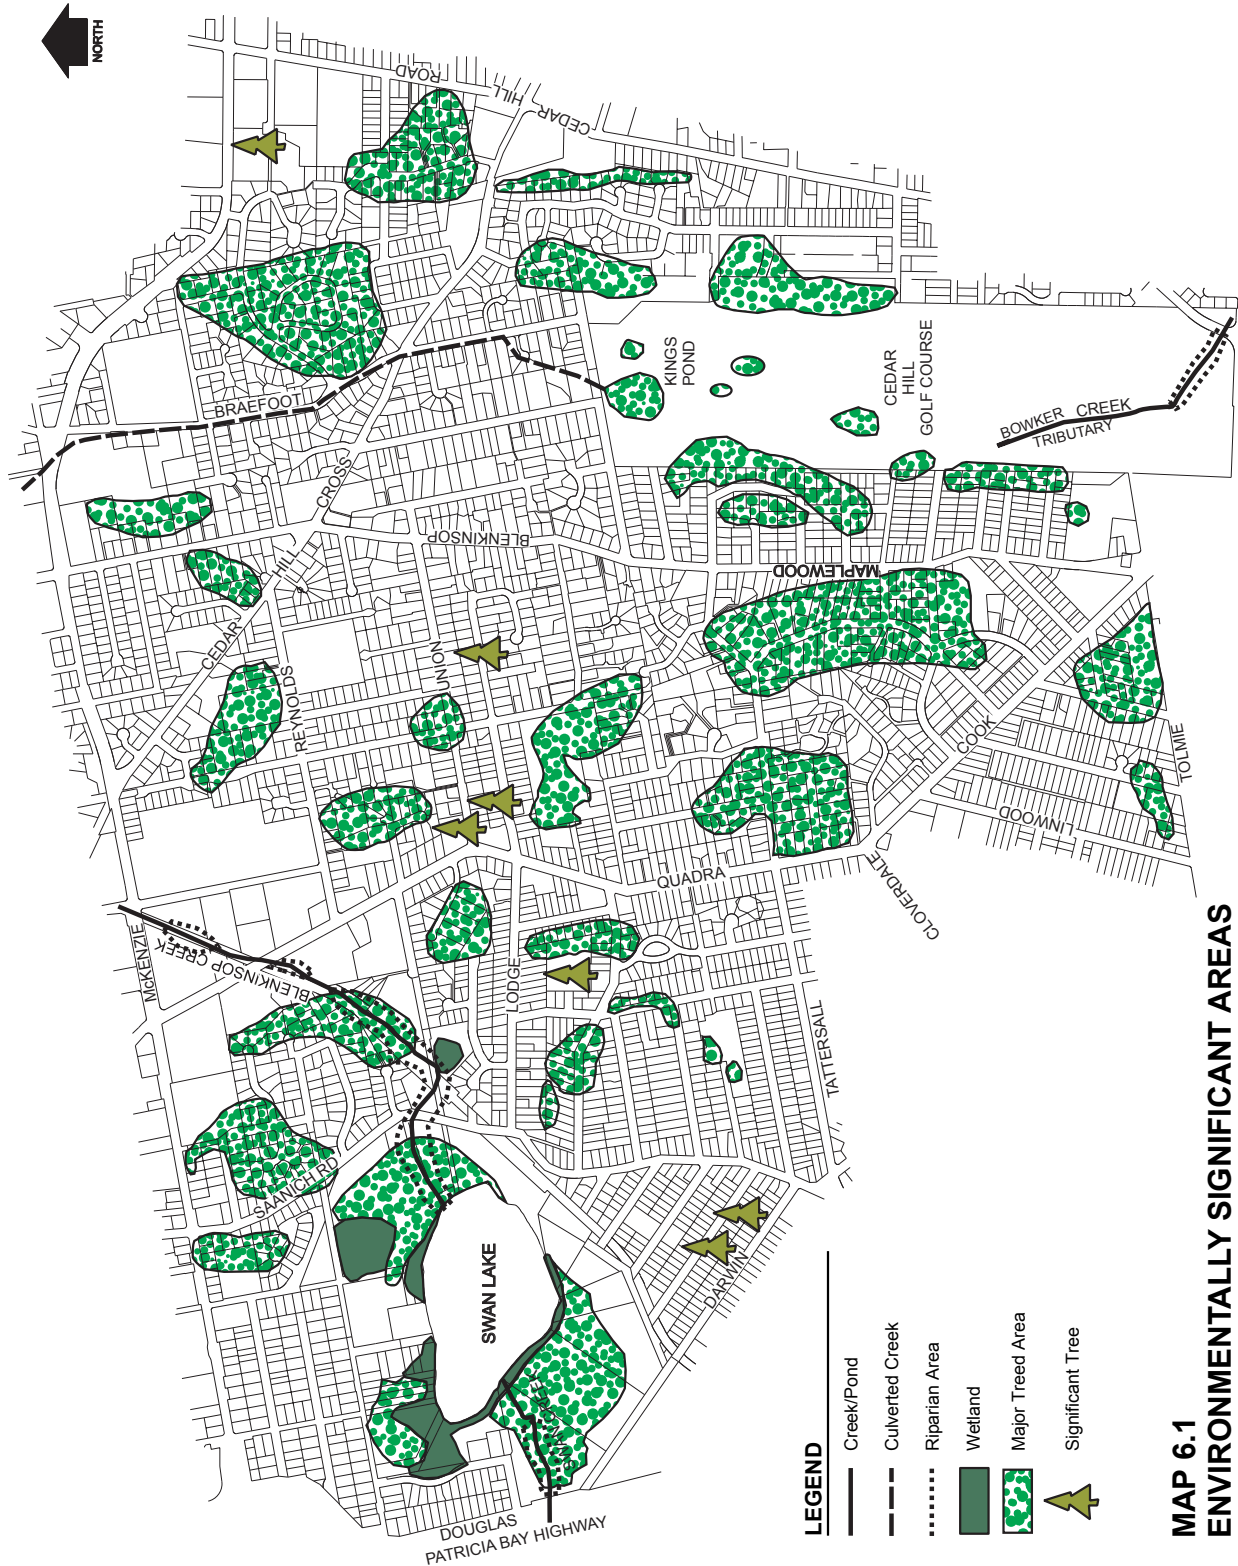 NORTH
CEDAR
HILL
ROAD
BRAEFOOT
CEDAR
HILL
CROSS
KINGS
POND
CEDAR
HILL
GOLF COURSE
BOWKER CREEK
TRIBUTARY
BLENKINSOP
MAPLEWOOD
REYNOLDS
UNION
COOK
TOLMIE
LINWOOD
CLOVERDALE
QUADRA
McKENZIE
BLENKINSOP CREEK
LODGE
TATTERSALL
SAANICH RD
SWAN LAKE
DARWIN
SWAN CREEK
DOUGLAS
PATRICIA BAY HIGHWAY
LEGEND
Creek/Pond
Culverted Creek
Riparian Area
Wetland
Major Treed Area
Significant Tree
MAP 6.1
ENVIRONMENTALLY SIGNIFICANT AREAS